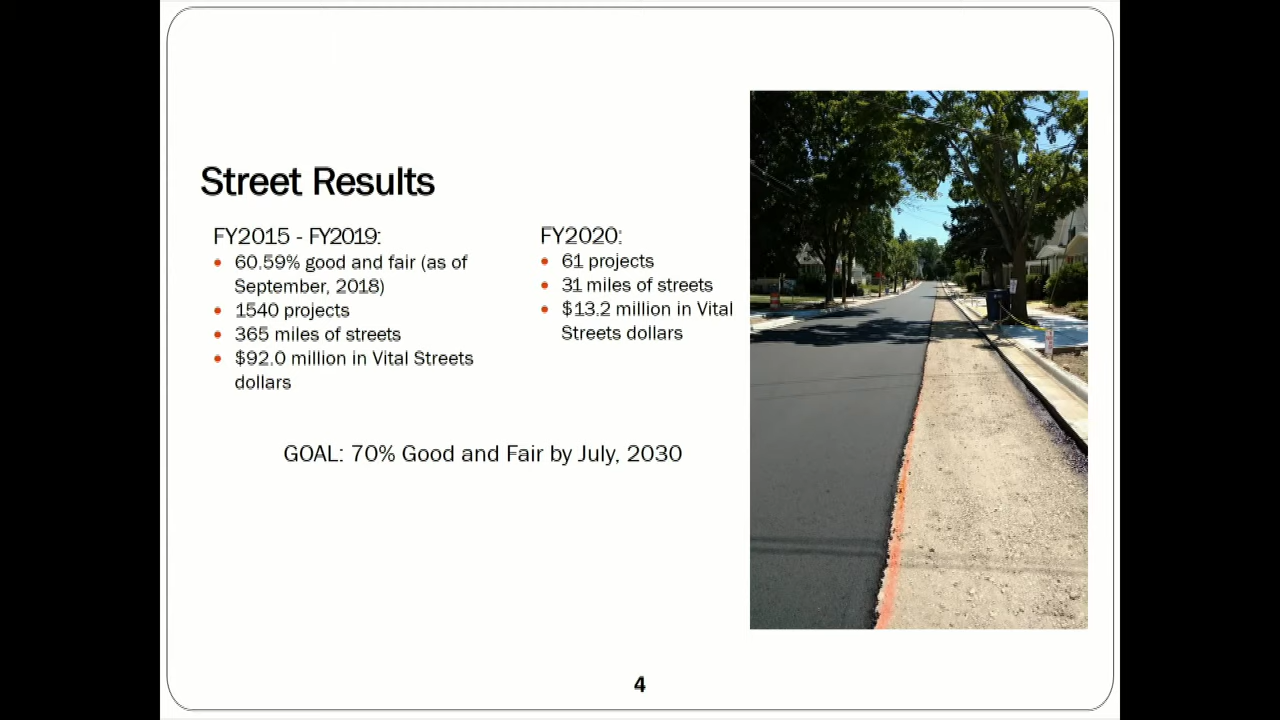 Street Results
FY2015 - FY2019:
• 60.59% good and fair (as of
September, 2018)
• 1540 projects
• 365 miles of streets
• $92.0 million in Vital Streets
dollars
FY2020:
• 61 projects
• 31 miles of streets
• $13.2 million in Vital
Streets dollars
GOAL: 70% Good and Fair by July, 2030
4